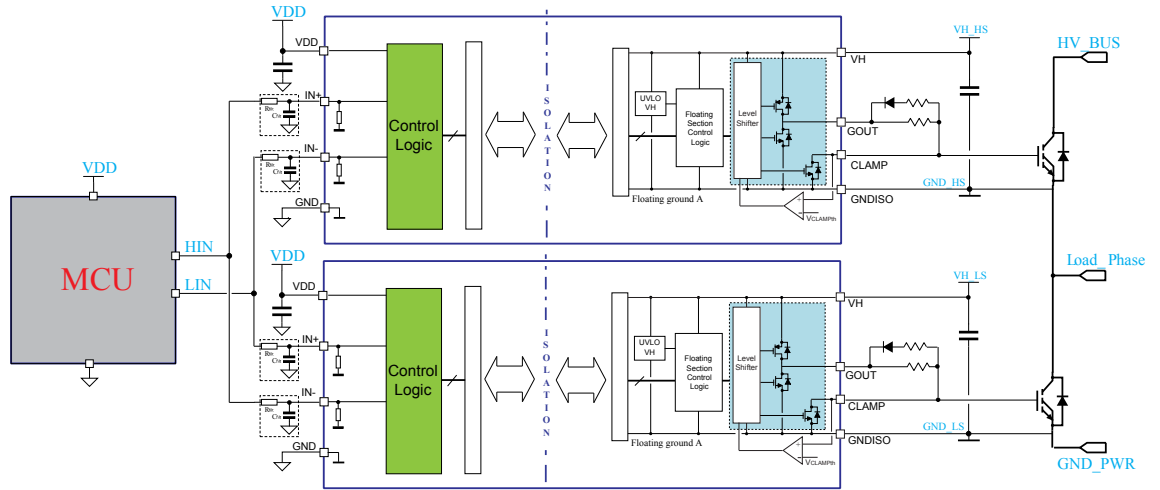 VDD
VDD
IN+
Rflt
Cflt
IN-
Rflt
Cflt
GND
Control
Logic
ISOLATION
UVLO
VH
Floating
Section
Control
Logic
Level
Shifter
Floating ground A
VCLAMPth
VH
GOUT
CLAMP
GNDISO
VH_HS
GND_HS
HV_BUS
VDD
MCU
HIN
LIN
Load_Phase
VDD
VDD
IN+
Rflt
Cflt
IN-
Rflt
Cflt
GND
Control
Logic
ISOLATION
UVLO
VH
Floating
Section
Control
Logic
Level
Shifter
Floating ground A
VCLAMPth
VH
GOUT
CLAMP
GNDISO
VH_LS
GND_LS
GND_PWR